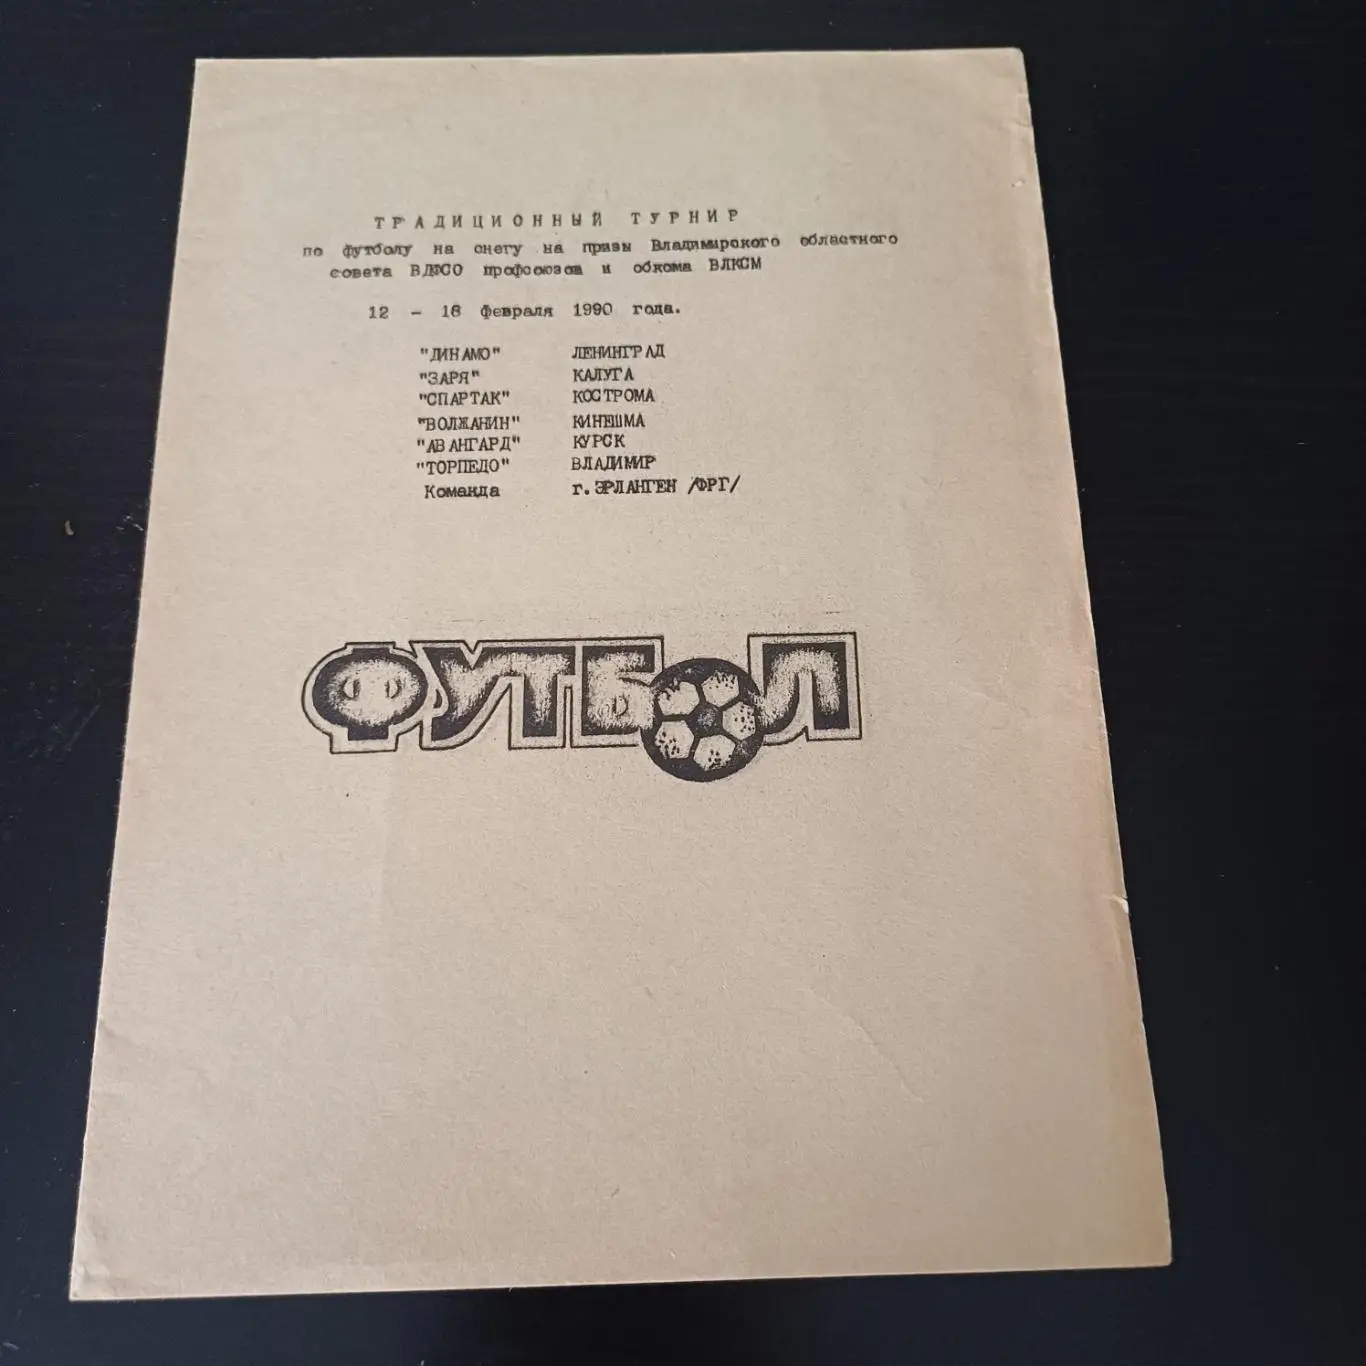 ТРАДИЦИОННЫЙ ТУРНИР
по футболу на снегу на призы Владимирского областного
совета ВДФСО профсоюзов и обкома ВЛКСМ
12 - 18 февраля 1990 года.
"ДИНАМО" ЛЕНИНГРАД
"ЗАРЯ" КАЛУГА
"СПАРТАК" КОСТРОМА
"ВОЛЖАНИН" КИНЕШМА
"АВАНГАРД" КУРСК
"ТОРПЕДО" ВЛАДИМИР
Команда г. ЭРЛАНГЕН /ФРГ/
ФУТБОЛ